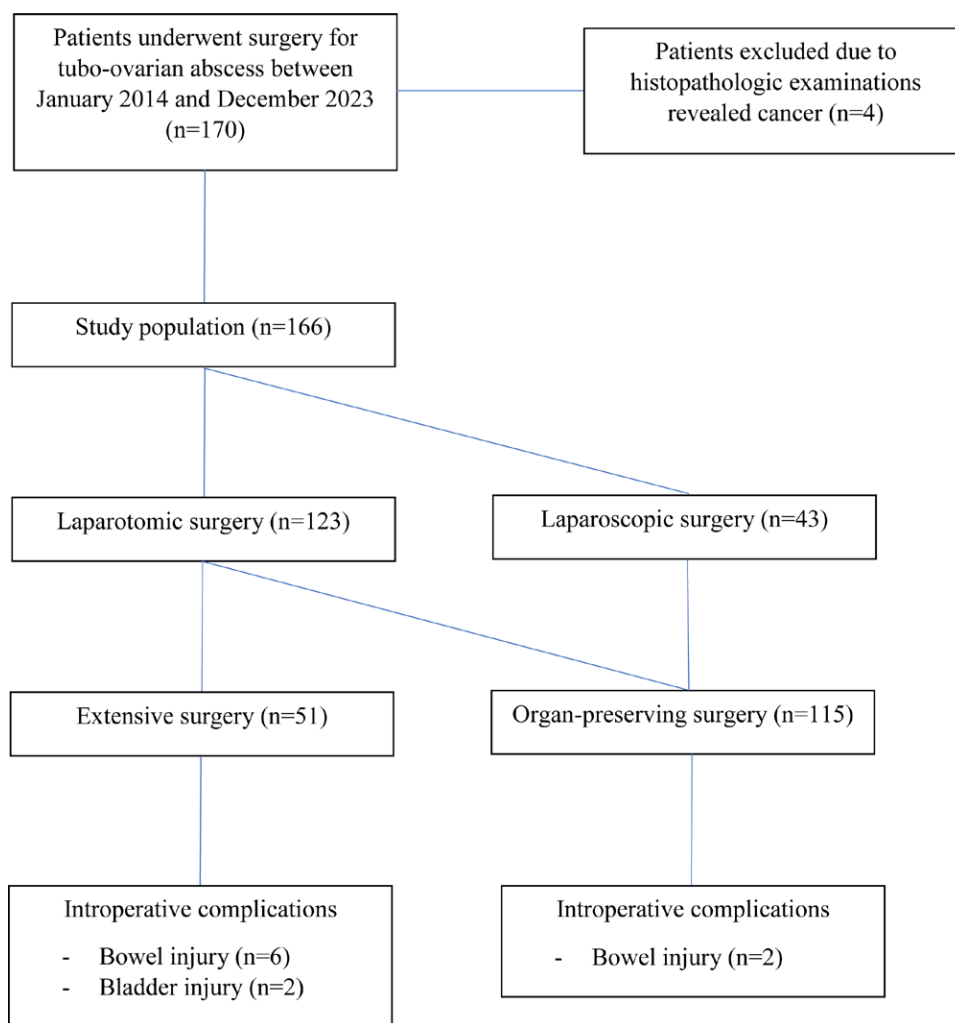 Patients underwent surgery for
tubo-ovarian abscess between
January 2014 and December 2023
(n=170)
Patients excluded due to
histopathologic examinations
revealed cancer (n=4)
Study population (n=166)
Laparotomic surgery (n=123)
Laparoscopic surgery (n=43)
Extensive surgery (n=51)
Organ-preserving surgery (n=115)
Introperative complications
- Bowel injury (n=6)
- Bladder injury (n=2)
Introperative complications
- Bowel injury (n=2)